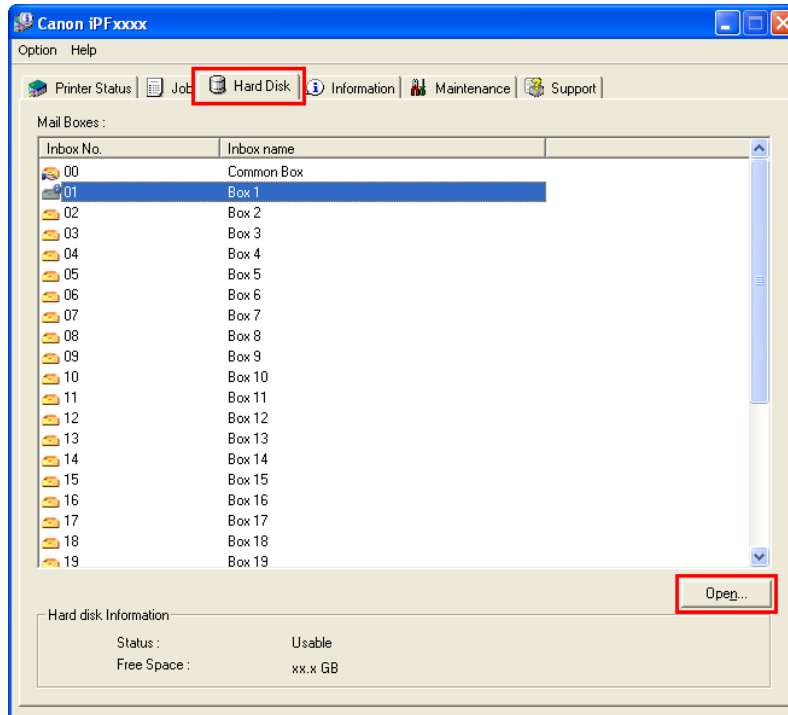 Canon iPFxxxx
Option Help
Printer Status Job Hard Disk Information Maintenance Support
Mail Boxes :
Inbox No. Inbox name
00 Common Box
01 Box 1
02 Box 2
03 Box 3
04 Box 4
05 Box 5
06 Box 6
07 Box 7
08 Box 8
09 Box 9
10 Box 10
11 Box 11
12 Box 12
13 Box 13
14 Box 14
15 Box 15
16 Box 16
17 Box 17
18 Box 18
19 Box 19
Open...
Hard disk Information
Status : Usable
Free Space : xx.x GB